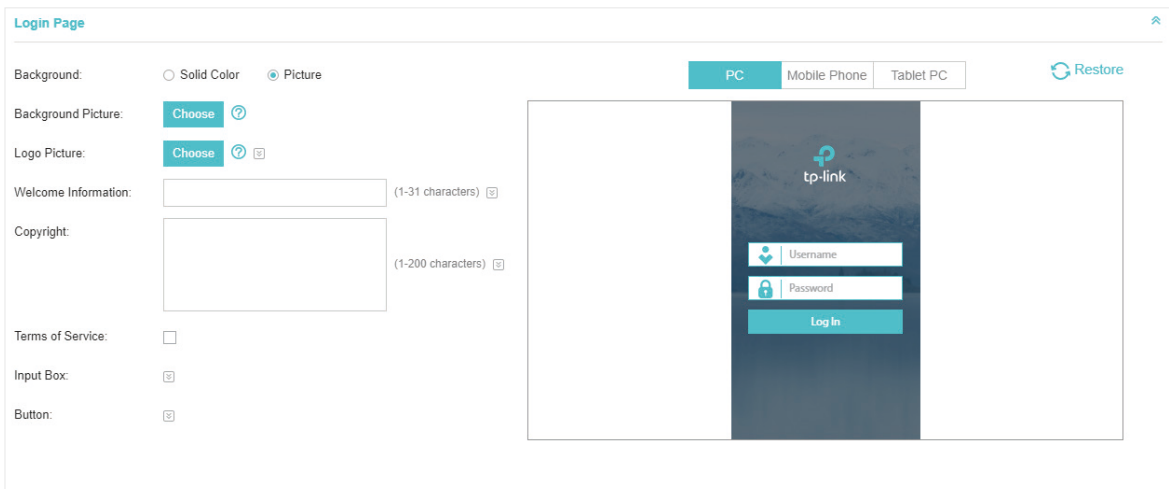 Login Page
Background: Solid Color Picture
Background Picture: Choose ?
Logo Picture: Choose ?
Welcome Information: (1-31 characters)
Copyright: (1-200 characters)
Terms of Service:
Input Box:
Button:
PC Mobile Phone Tablet PC Restore
tp-link
Username
Password
Log In